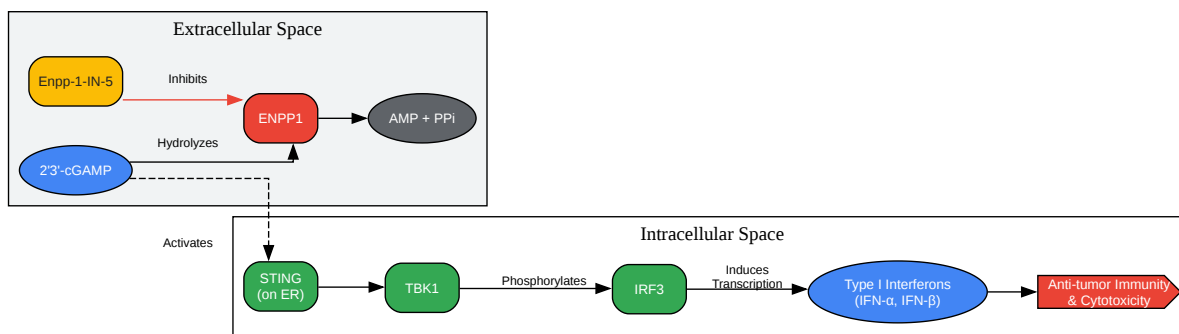 Extracellular Space
Enpp-1-IN-5
Inhibits
ENPP1
AMP + PPi
Hydrolyzes
2'3'-cGAMP
Activates
Intracellular Space
STING
(on ER)
TBK1
Phosphorylates
IRF3
Induces
Transcription
Type I Interferons
(IFN-α, IFN-β)
Anti-tumor Immunity
& Cytotoxicity